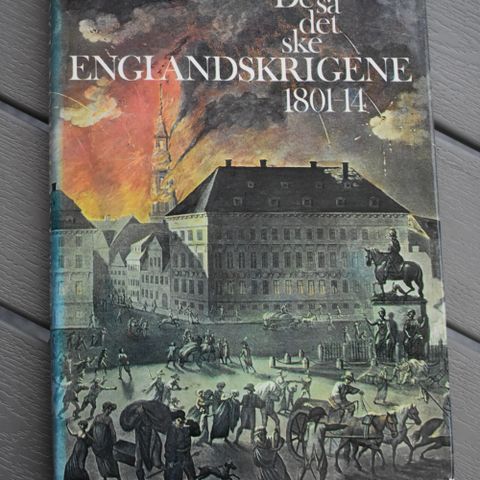 De så
det
ske
ENGLANDSKRIGENE
1801-14